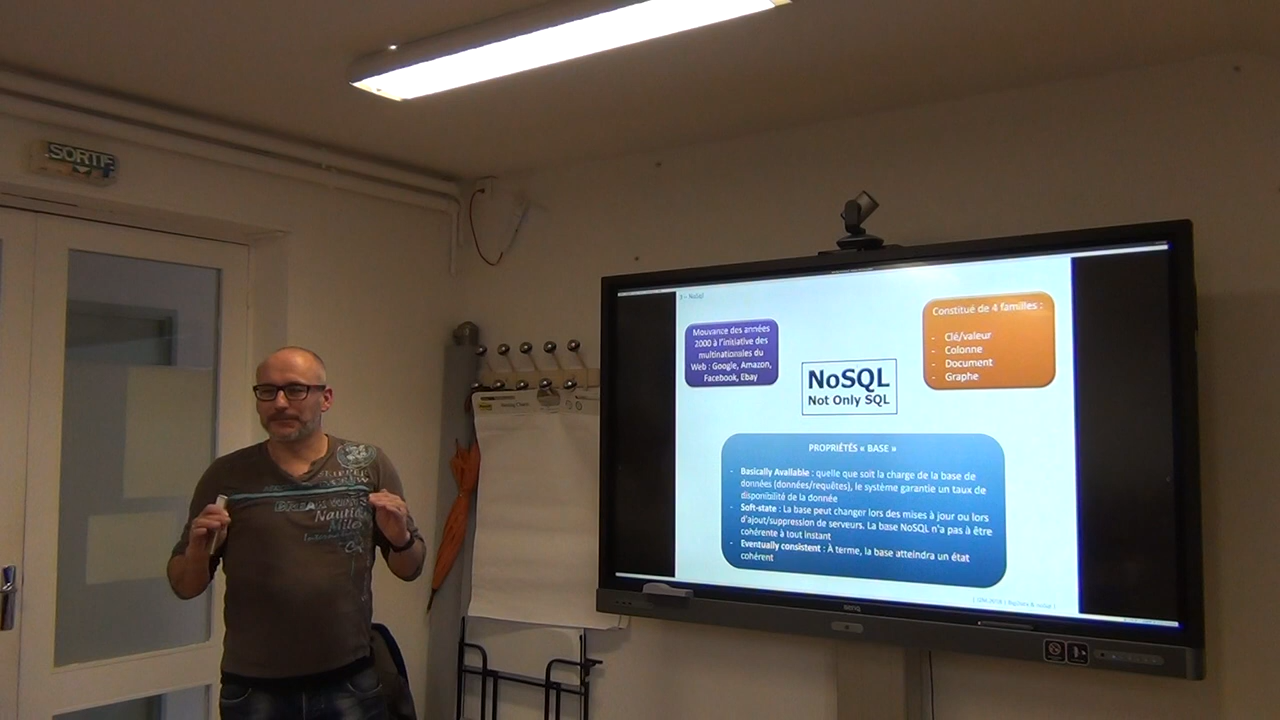 SORTIE
3 - NoSql
Mouvance des années
2000 à l'initiative des
multinationales du
Web : Google, Amazon,
Facebook, Ebay
Constitué de 4 familles :
- Clé/valeur
- Colonne
- Document
- Graphe
NoSQL
Not Only SQL
PROPRIÉTÉS « BASE »
- Basically Available : quelle que soit la charge de la base de
données (données/requêtes), le système garantie un taux de
disponibilité de la donnée
- Soft-state : La base peut changer lors des mises à jour ou lors
d'ajout/suppression de serveurs. La base NoSQL n'a pas à être
cohérente à tout instant
- Eventually consistent : À terme, la base atteindra un état
cohérent
BENQ
Nautic
Miles